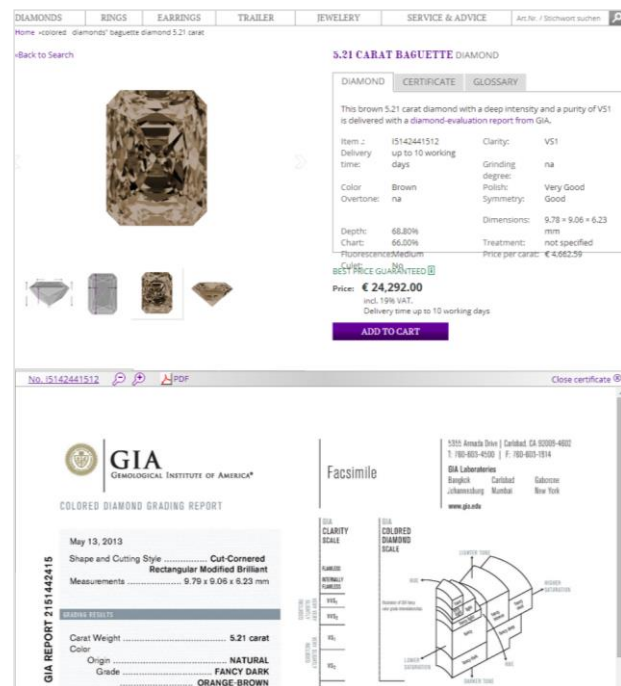 DIAMONDS RINGS EARRINGS TRAILER JEWELERY SERVICE & ADVICE Art.Nr. / Stichwort suchen
Home »colored diamonds" baguette diamond 5.21 carat
«Back to Search
5.21 CARAT BAGUETTE DIAMOND
DIAMOND CERTIFICATE GLOSSARY
This brown 5.21 carat diamond with a deep intensity and a purity of VS1
is delivered with a diamond-evaluation report from GIA.
Item .: I5142441512 Clarity: VS1
Delivery time: up to 10 working days Grinding degree: na
Color Brown Polish: Very Good
Overtone: na Symmetry: Good
Dimensions: 9.78 × 9.06 × 6.23 mm
Depth: 68.80%
Chart: 66.00% Treatment: not specified
Fluorescence: Medium Price per carat: € 4,662.59
Culet: No
BEST PRICE GUARANTEED
Price: € 24,292.00
incl. 19% VAT.
Delivery time up to 10 working days
ADD TO CART
No. I5142441512 PDF Close certificate
GIA
GEMOLOGICAL INSTITUTE OF AMERICA®
COLORED DIAMOND GRADING REPORT
Facsimile
5355 Armada Drive | Carlsbad, CA 92008-4602
T: 760-603-4500 | F: 760-603-1814
GIA Laboratories
Bangkok Carlsbad Gaborone
Johannesburg Mumbai New York
www.gia.edu
GIA REPORT 2151442415
May 13, 2013
Shape and Cutting Style ................. Cut-Cornered
Rectangular Modified Brilliant
Measurements ................... 9.79 x 9.06 x 6.23 mm
GRADING RESULTS
Carat Weight .................................. 5.21 carat
Color
Origin ....................................... NATURAL
Grade ................................. FANCY DARK
ORANGE-BROWN
GIA
CLARITY
SCALE
FLAWLESS
INTERNALLY
FLAWLESS
VVS₁
VVS₂
VS₁
VS₂
GIA
COLORED
DIAMOND
SCALE
LIGHTER TONE
HUE
HIGHER
SATURATION
LOWER
SATURATION
HUE
DARKER TONE